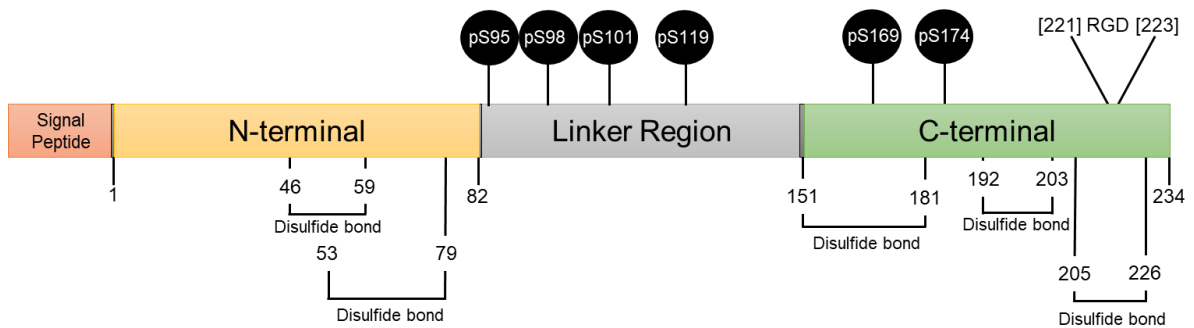 pS95 pS98 pS101 pS119 pS169 pS174 [221] RGD [223]
Signal
Peptide
N-terminal Linker Region C-terminal
1 46 59 82 151 181 192 203 234
Disulfide bond Disulfide bond Disulfide bond
53 79 205 226
Disulfide bond Disulfide bond